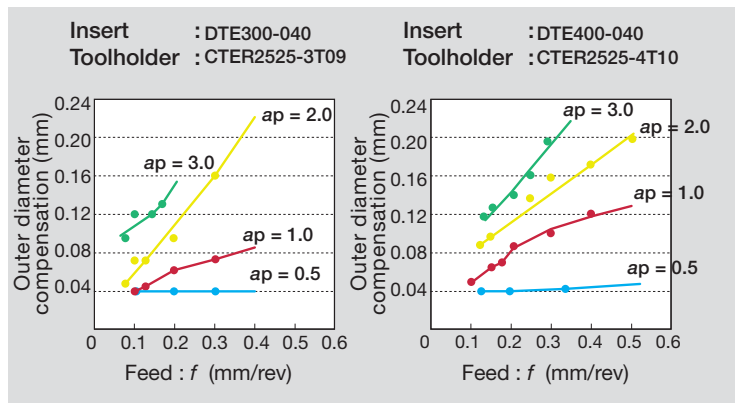 Insert : DTE300-040
Toolholder : CTER2525-3T09
Outer diameter
compensation (mm)
0.24
0.20
0.16
0.12
0.08
0.04
0
0.1
0.2
0.3
0.4
0.5
0.6
ap = 2.0
ap = 3.0
ap = 1.0
ap = 0.5
Feed : f (mm/rev)
Insert : DTE400-040
Toolholder : CTER2525-4T10
Outer diameter
compensation (mm)
0.24
0.20
0.16
0.12
0.08
0.04
0
0.1
0.2
0.3
0.4
0.5
0.6
ap = 3.0
ap = 2.0
ap = 1.0
ap = 0.5
Feed : f (mm/rev)